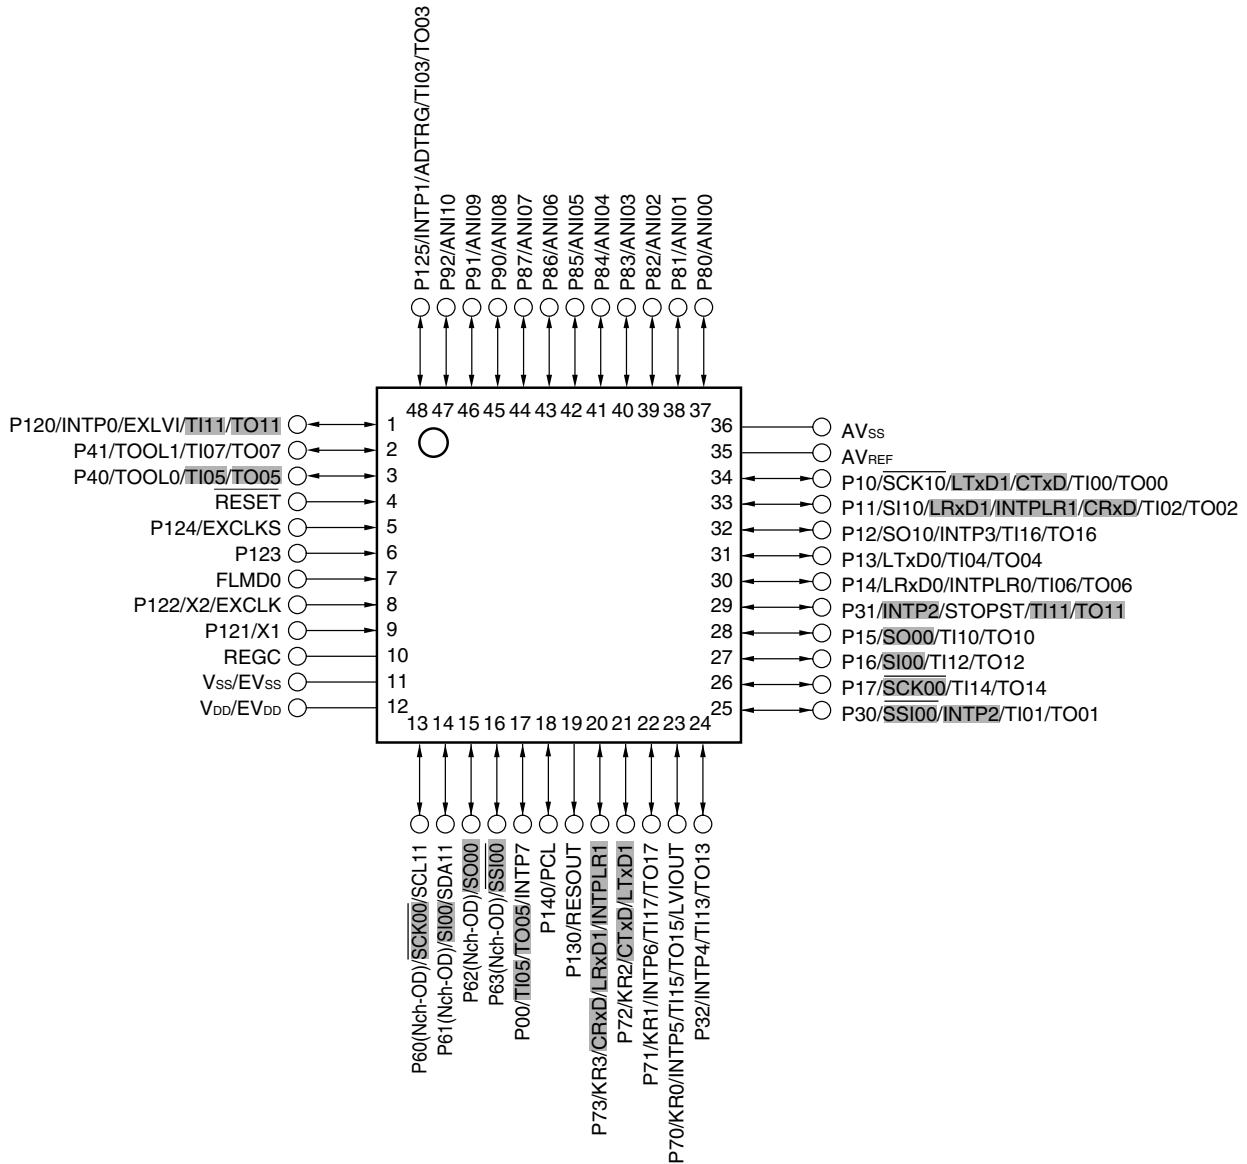 P125/INTP1/ADTRG/TI03/TO03
P92/ANI10
P91/ANI09
P90/ANI08
P87/ANI07
P86/ANI06
P85/ANI05
P84/ANI04
P83/ANI03
P82/ANI02
P81/ANI01
P80/ANI00
48 47 46 45 44 43 42 41 40 39 38 37
P120/INTP0/EXLVI/TI11/TO11 1
P41/TOOL1/TI07/TO07 2
P40/TOOL0/TI05/TO05 3
RESET 4
P124/EXCLKS 5
P123 6
FLMD0 7
P122/X2/EXCLK 8
P121/X1 9
REGC 10
VSS/EVSS 11
VDD/EVDD 12
36 AVSS
35 AVREF
34 P10/SCK10/LTxD1/CTxD/TI00/TO00
33 P11/SI10/LRxD1/INTPLR1/CRxD/TI02/TO02
32 P12/SO10/INTP3/TI16/TO16
31 P13/LTxD0/TI04/TO04
30 P14/LRxD0/INTPLR0/TI06/TO06
29 P31/INTP2/STOPST/TI11/TO11
28 P15/SO00/TI10/TO10
27 P16/SI00/TI12/TO12
26 P17/SCK00/TI14/TO14
25 P30/SSI00/INTP2/TI01/TO01
13 14 15 16 17 18 19 20 21 22 23 24
P60(Nch-OD)/SCK00/SCL11
P61(Nch-OD)/SI00/SDA11
P62(Nch-OD)/SO00
P63(Nch-OD)/SSI00
P00/TI05/TO05/INTP7
P140/PCL
P130/RESOUT
P73/KR3/CRxD/LRxD1/INTPLR1
P72/KR2/CTxD/LTxD1
P71/KR1/INTP6/TI17/TO17
P70/KR0/INTP5/TI15/TO15/LVIOUT
P32/INTP4/TI13/TO13